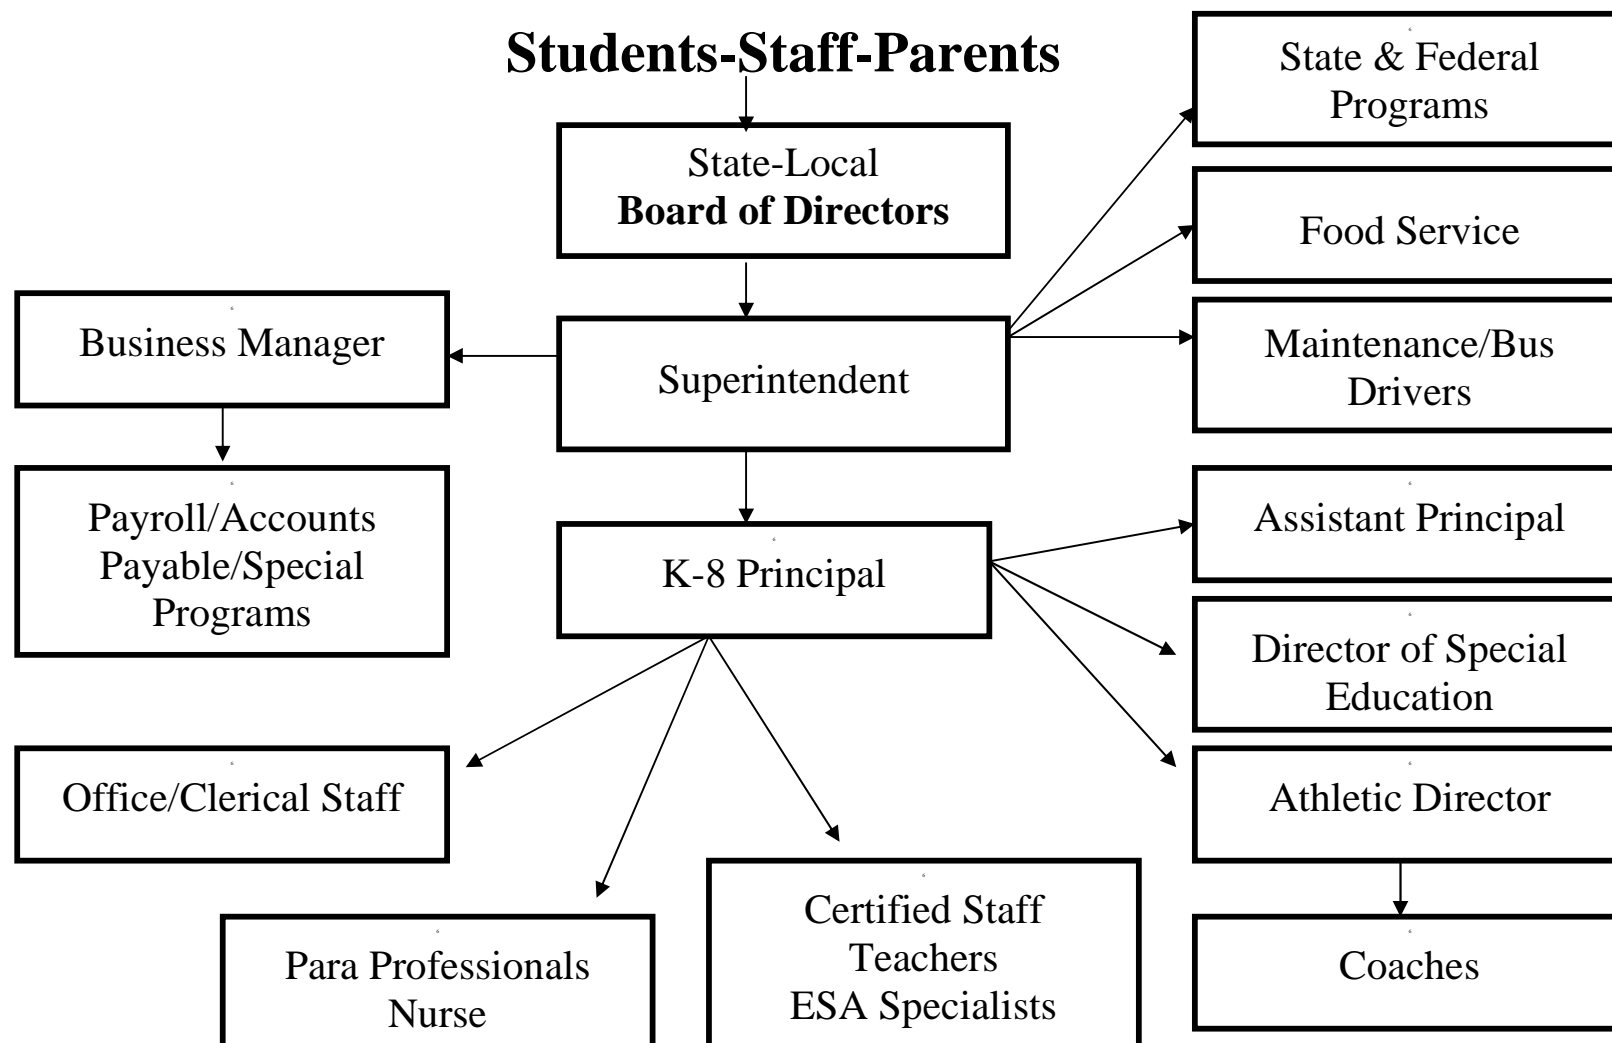 Students-Staff-Parents
State & Federal
Programs
State-Local
Board of Directors
Food Service
Business Manager
Superintendent
Maintenance/Bus
Drivers
Payroll/Accounts
Payable/Special
Programs
K-8 Principal
Assistant Principal
Director of Special
Education
Office/Clerical Staff
Athletic Director
Para Professionals
Nurse
Certified Staff
Teachers
ESA Specialists
Coaches